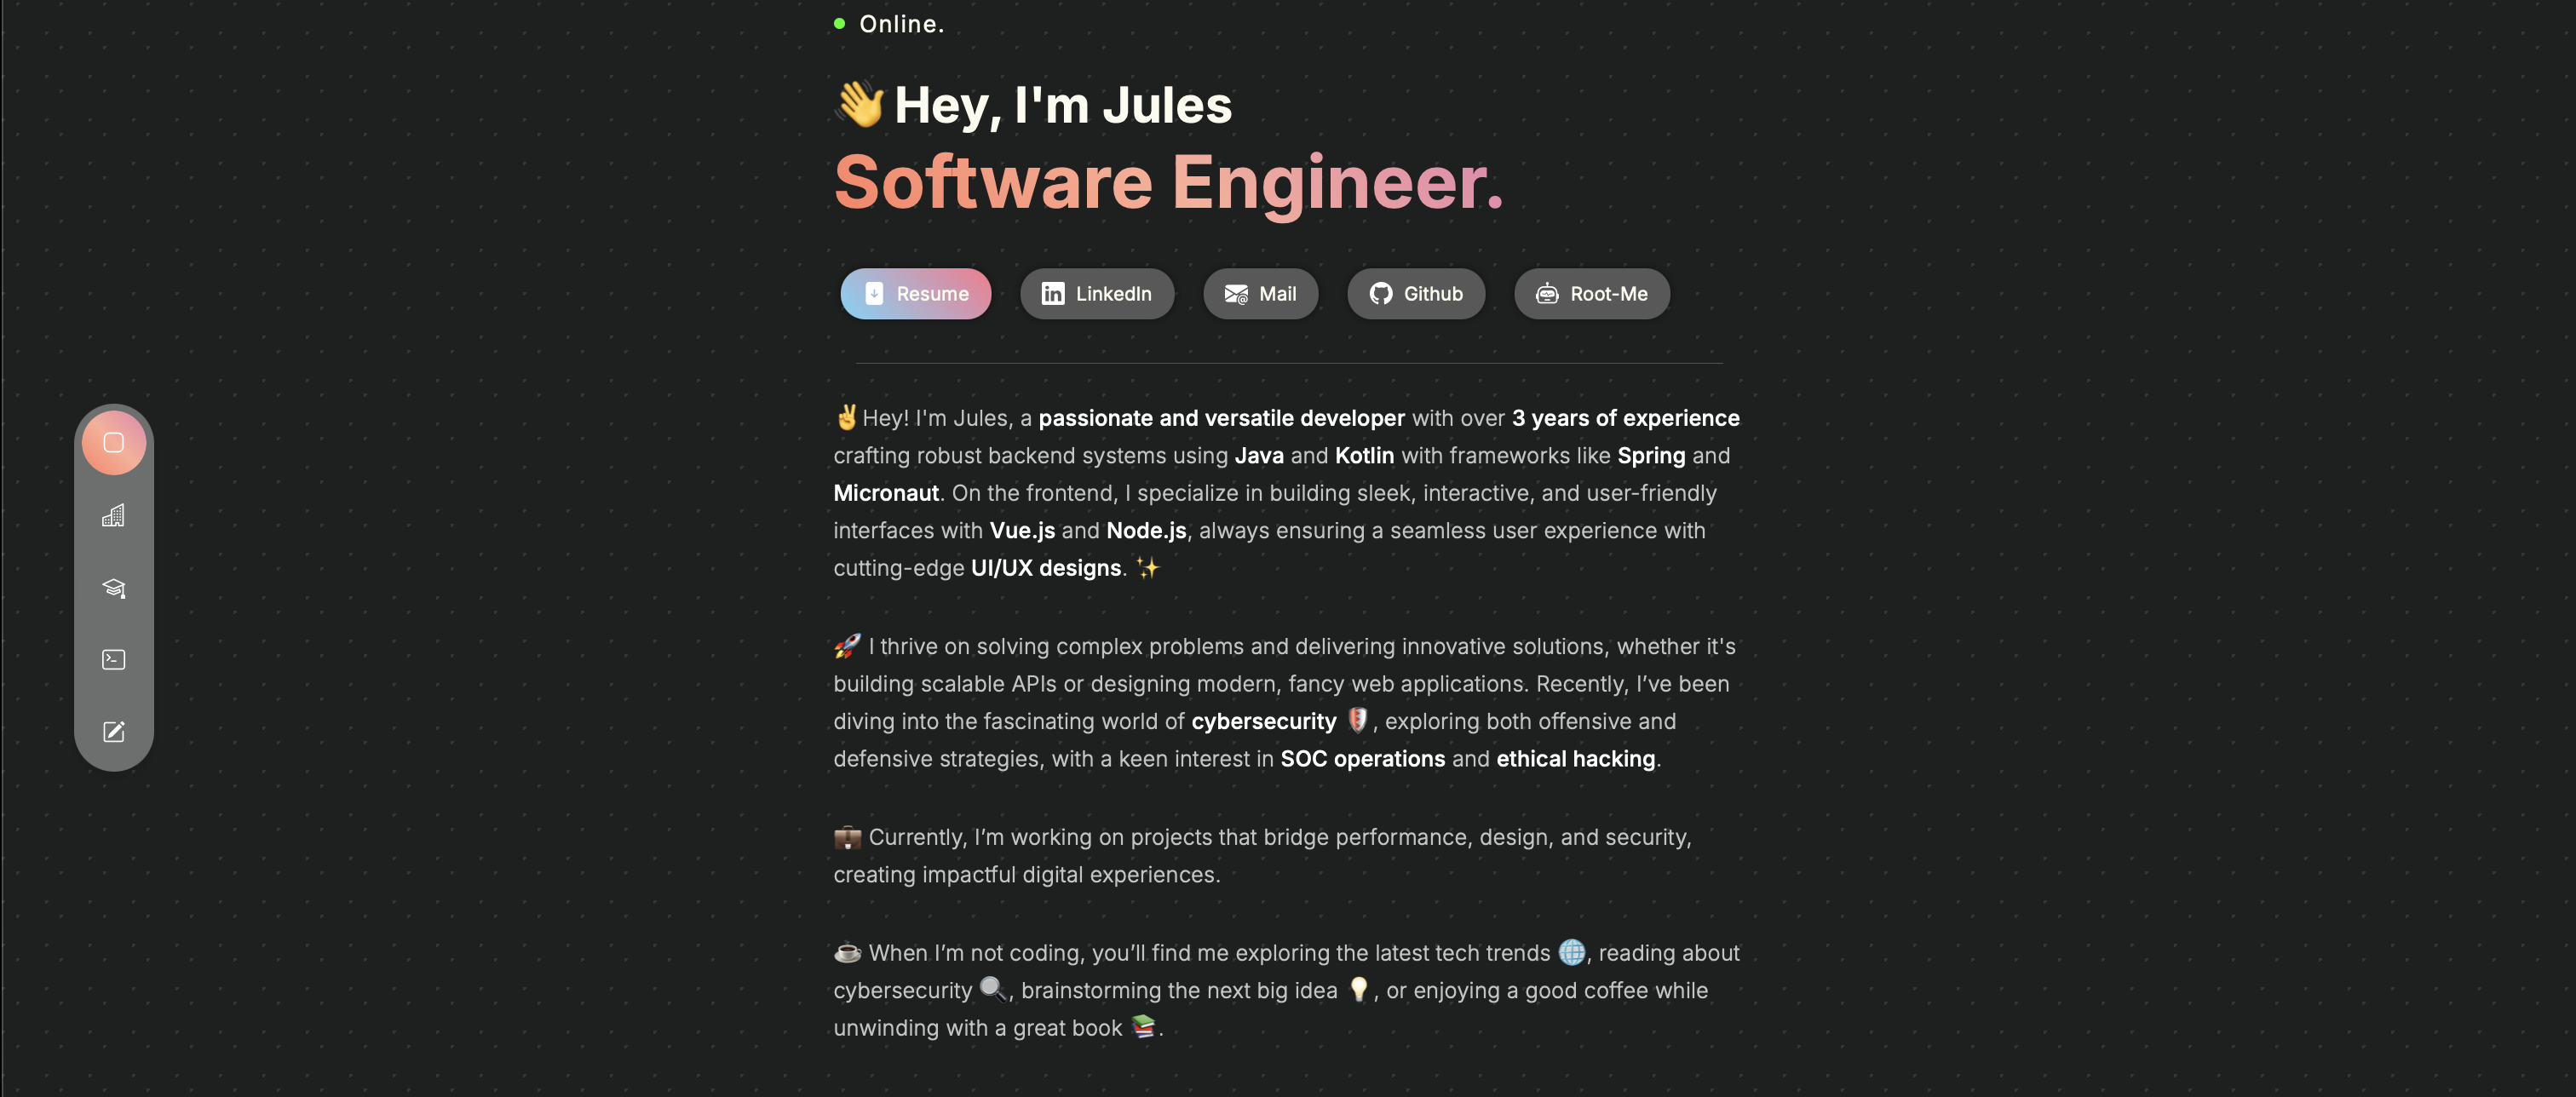 Online.
👋 Hey, I'm Jules
Software Engineer.
Resume LinkedIn Mail Github Root-Me
✌️Hey! I'm Jules, a passionate and versatile developer with over 3 years of experience
crafting robust backend systems using Java and Kotlin with frameworks like Spring and
Micronaut. On the frontend, I specialize in building sleek, interactive, and user-friendly
interfaces with Vue.js and Node.js, always ensuring a seamless user experience with
cutting-edge UI/UX designs. ✨
🚀 I thrive on solving complex problems and delivering innovative solutions, whether it's
building scalable APIs or designing modern, fancy web applications. Recently, I’ve been
diving into the fascinating world of cybersecurity 🛡️, exploring both offensive and
defensive strategies, with a keen interest in SOC operations and ethical hacking.
💼 Currently, I’m working on projects that bridge performance, design, and security,
creating impactful digital experiences.
☕ When I’m not coding, you’ll find me exploring the latest tech trends 🌐, reading about
cybersecurity 🔍, brainstorming the next big idea 💡, or enjoying a good coffee while
unwinding with a great book 📚.